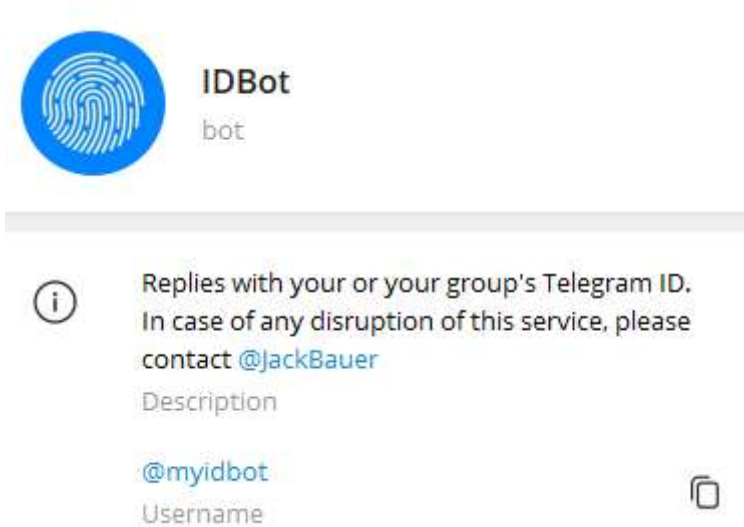 IDBot
bot
Replies with your or your group's Telegram ID.
In case of any disruption of this service, please
contact @JackBauer
Description
@myidbot
Username